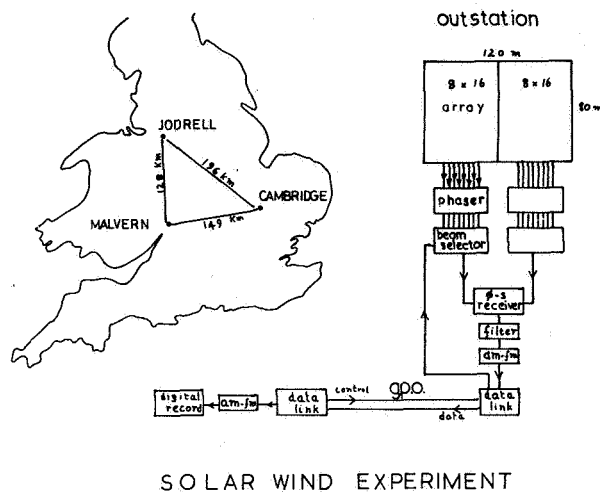 outstation
120 m
8 x 16
array
8 x 16
80 m
JODRELL
128 Km
196 km
CAMBRIDGE
MALVERN
149 Km
phaser
beam
selector
φ-s
receiver
filter
am-fm
digital
record
am-fm
data
link
control
g.p.o.
data
data
link
SOLAR WIND EXPERIMENT